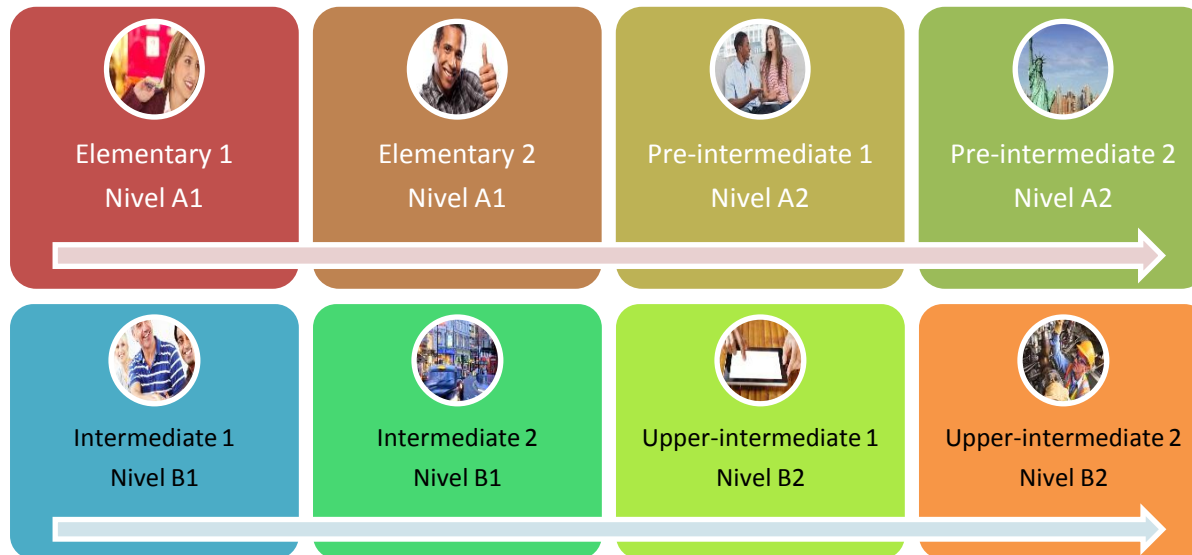 Elementary 1
Nivel A1
Elementary 2
Nivel A1
Pre-intermediate 1
Nivel A2
Pre-intermediate 2
Nivel A2
Intermediate 1
Nivel B1
Intermediate 2
Nivel B1
Upper-intermediate 1
Nivel B2
Upper-intermediate 2
Nivel B2